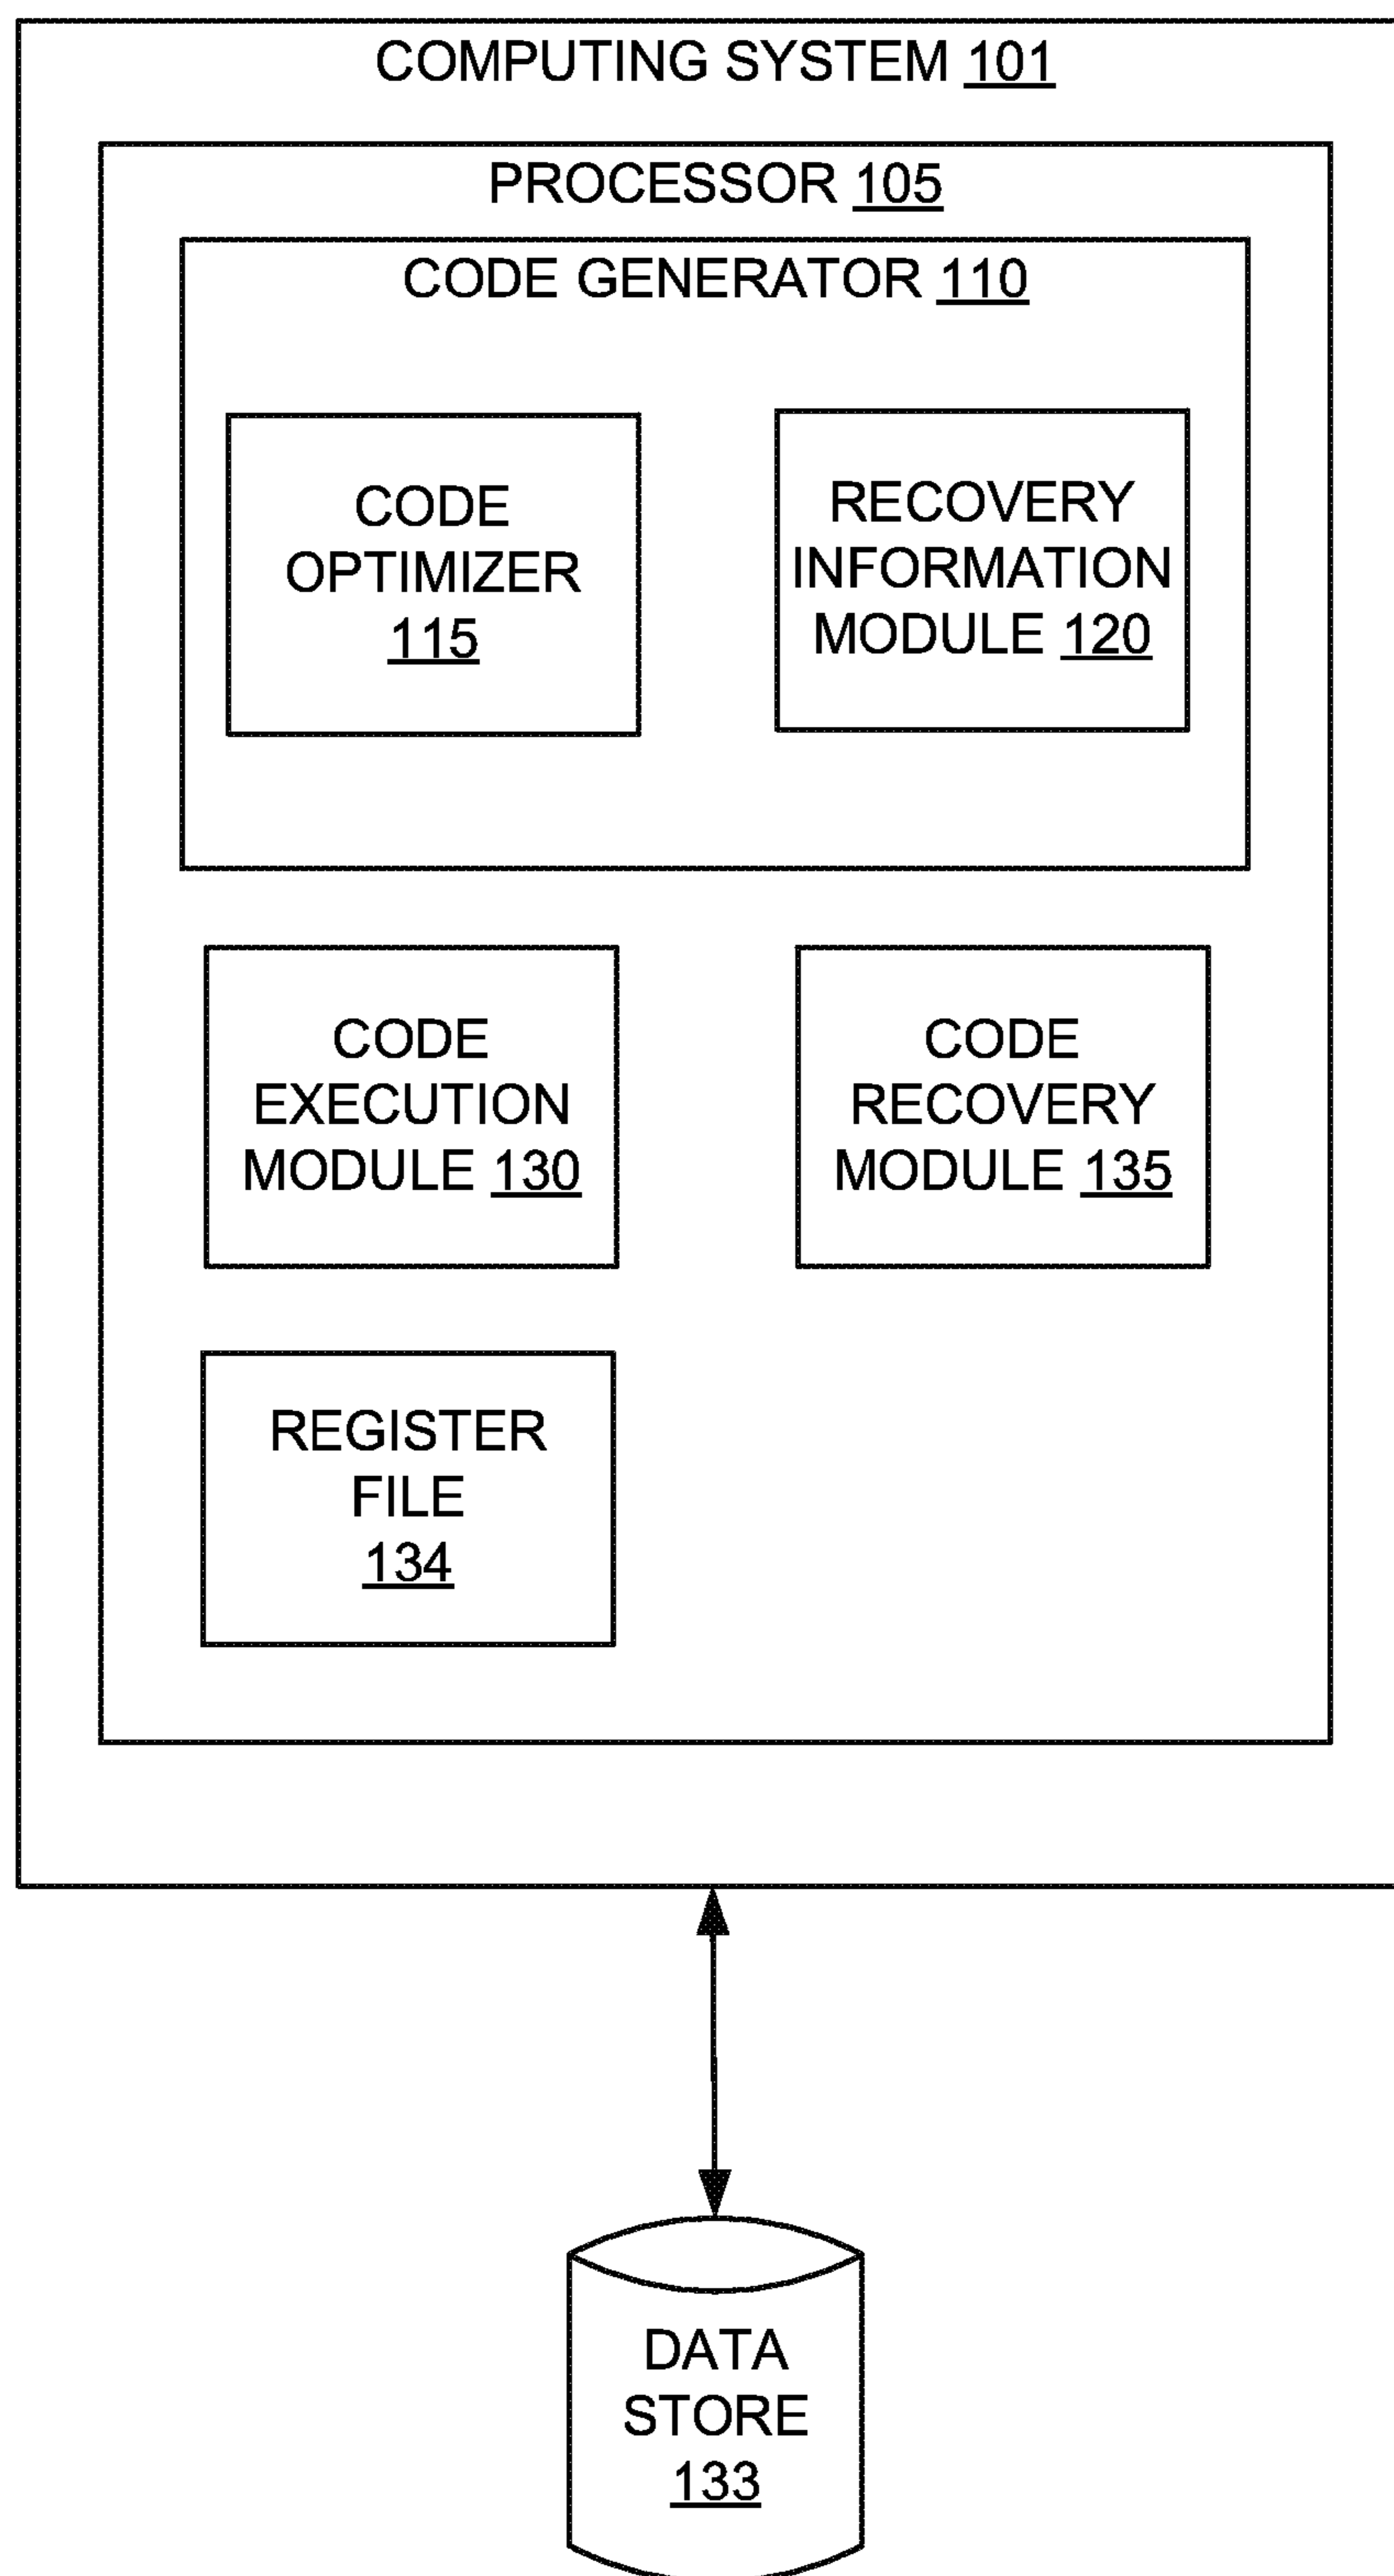 COMPUTING SYSTEM 101
PROCESSOR 105
CODE GENERATOR 110
CODE
OPTIMIZER
115
RECOVERY
INFORMATION
MODULE 120
CODE
EXECUTION
MODULE 130
CODE
RECOVERY
MODULE 135
REGISTER
FILE
134
DATA
STORE
133